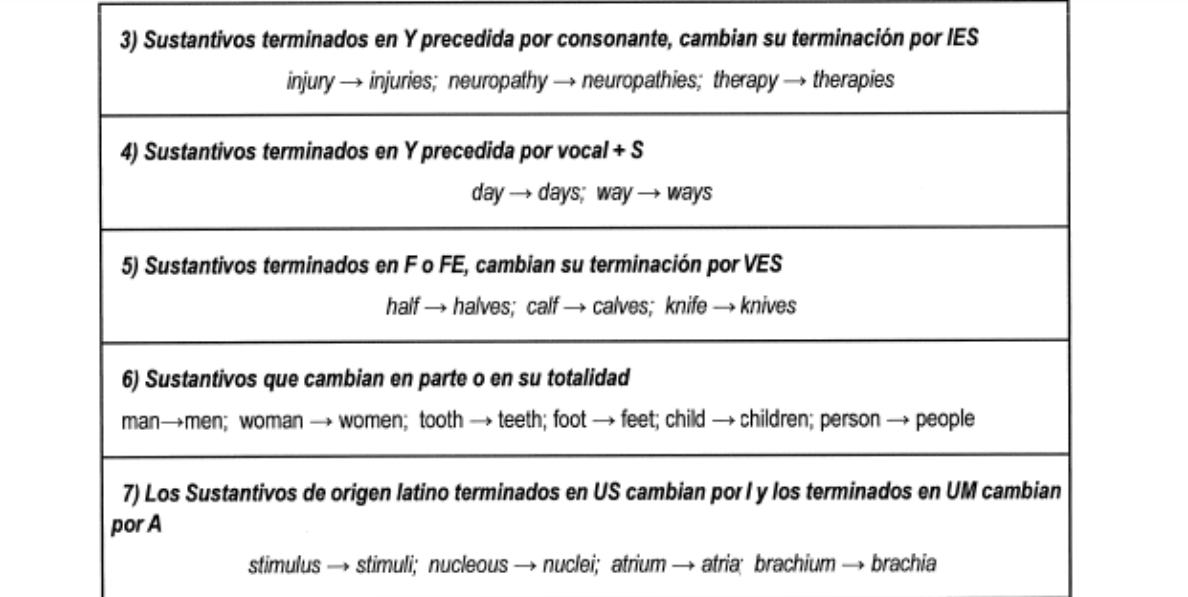 3) Sustantivos terminados en Y precedida por consonante, cambian su terminación por IES
injury → injuries; neuropathy → neuropathies; therapy → therapies
4) Sustantivos terminados en Y precedida por vocal + S
day → days; way → ways
5) Sustantivos terminados en F o FE, cambian su terminación por VES
half → halves; calf → calves; knife → knives
6) Sustantivos que cambian en parte o en su totalidad
man→men; woman → women; tooth → teeth; foot → feet; child → children; person → people
7) Los Sustantivos de origen latino terminados en US cambian por I y los terminados en UM cambian
por A
stimulus → stimuli; nucleous → nuclei; atrium → atria; brachium → brachia